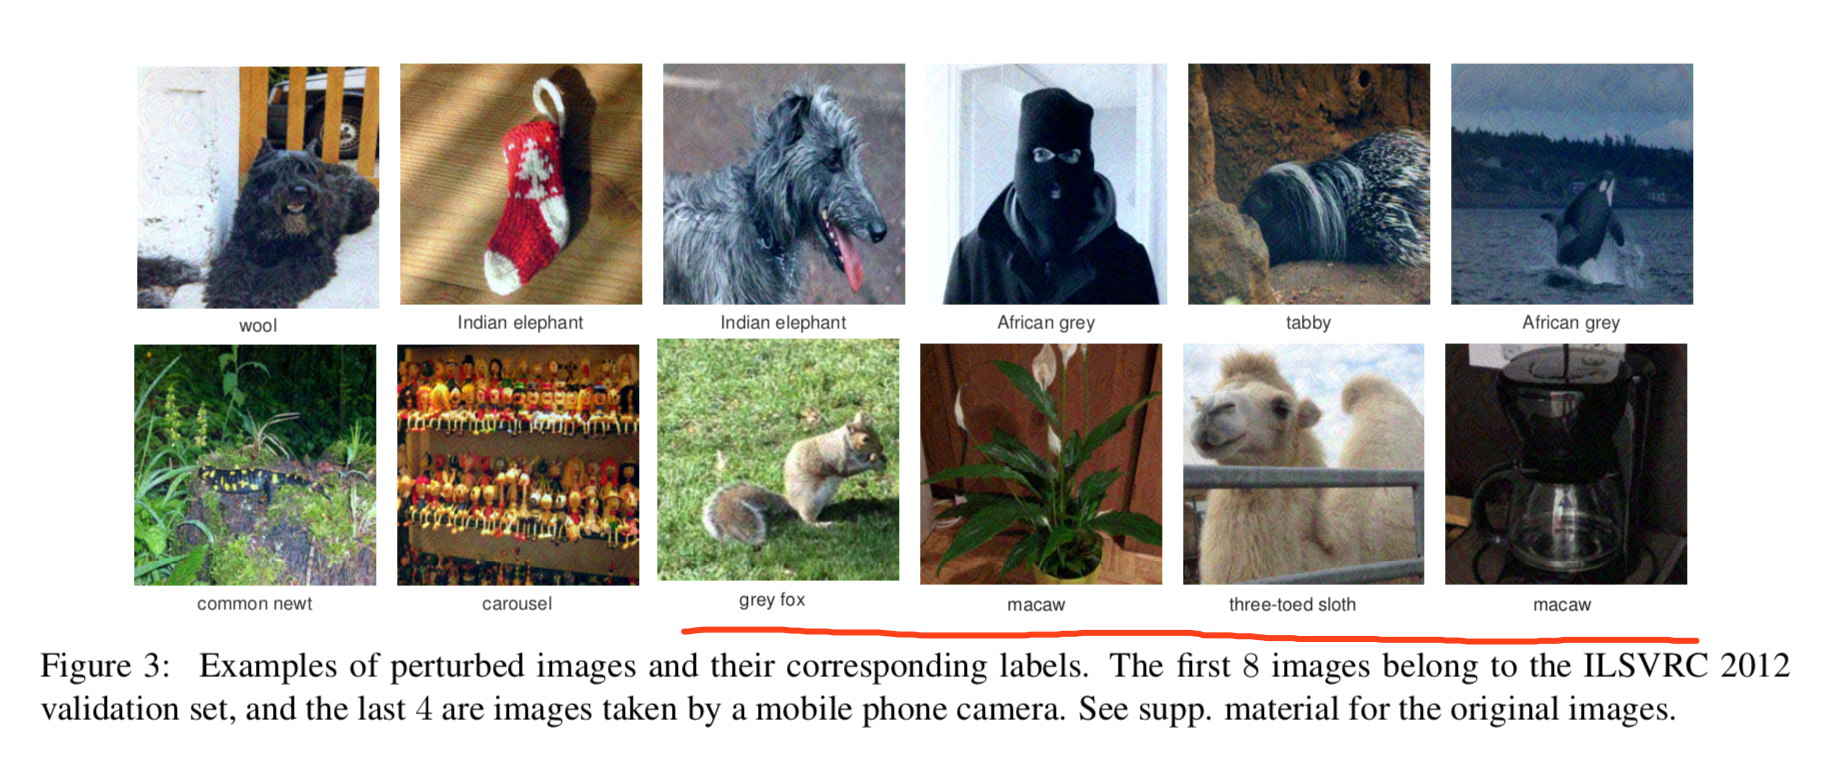 wool Indian elephant Indian elephant African grey tabby African grey
common newt carousel grey fox macaw three-toed sloth macaw
Figure 3: Examples of perturbed images and their corresponding labels. The first 8 images belong to the ILSVRC 2012
validation set, and the last 4 are images taken by a mobile phone camera. See supp. material for the original images.